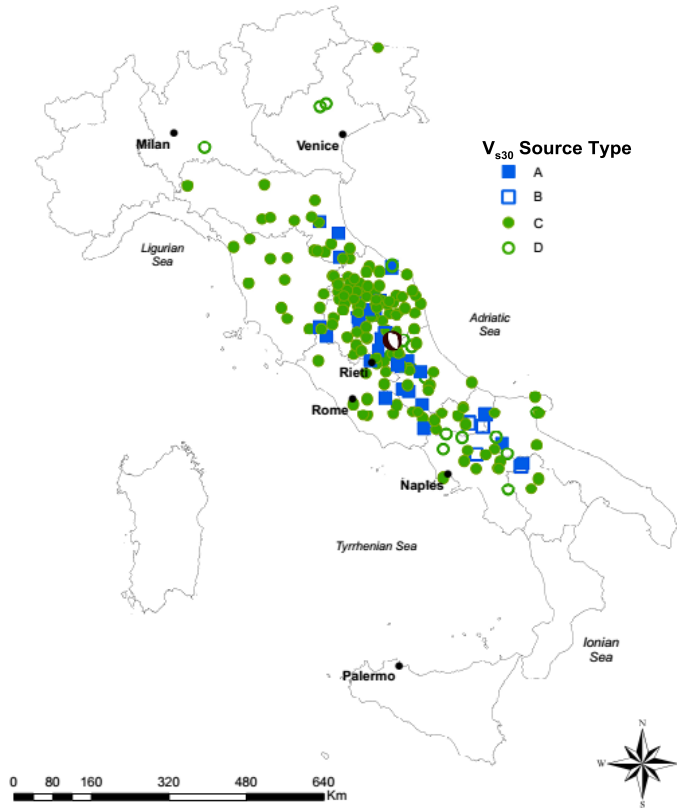 Milan
Venice
Vs30 Source Type
A
B
C
D
Ligurian
Sea
Adriatic
Sea
Rieti
Rome
Naples
Tyrrhenian Sea
Ionian
Sea
Palermo
N
W
E
S
0 80 160 320 480 640
Km